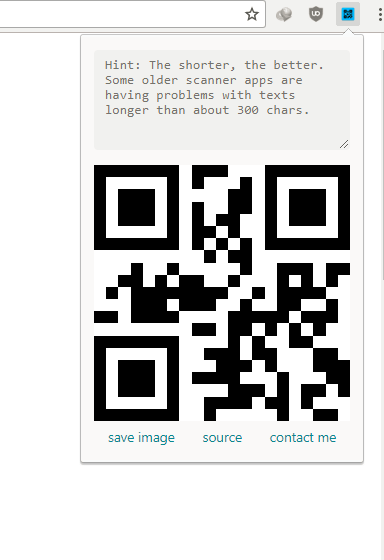 Hint: The shorter, the better.
Some older scanner apps are
having problems with texts
longer than about 300 chars.
save image source contact me